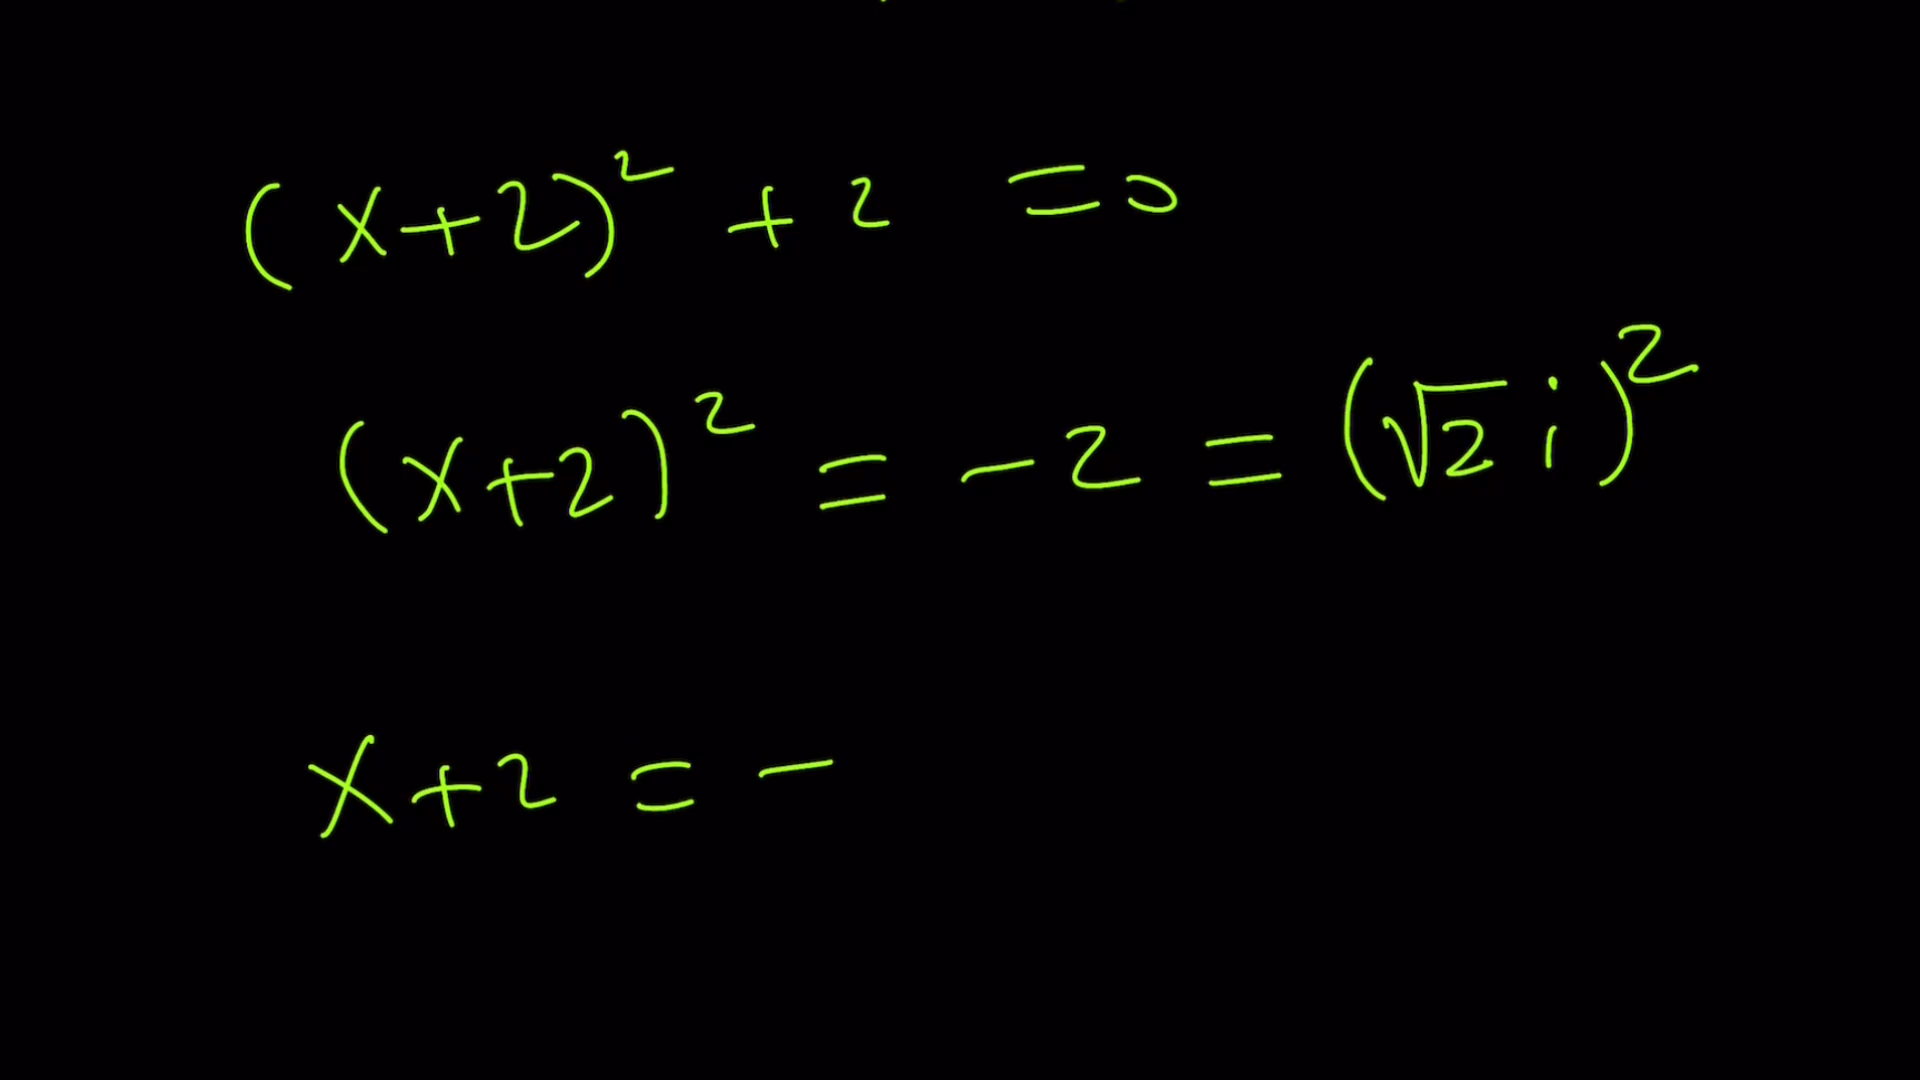 (x+2)² + 2 = 0
(x+2)² = -2 = (√2 i)²
x+2 = -